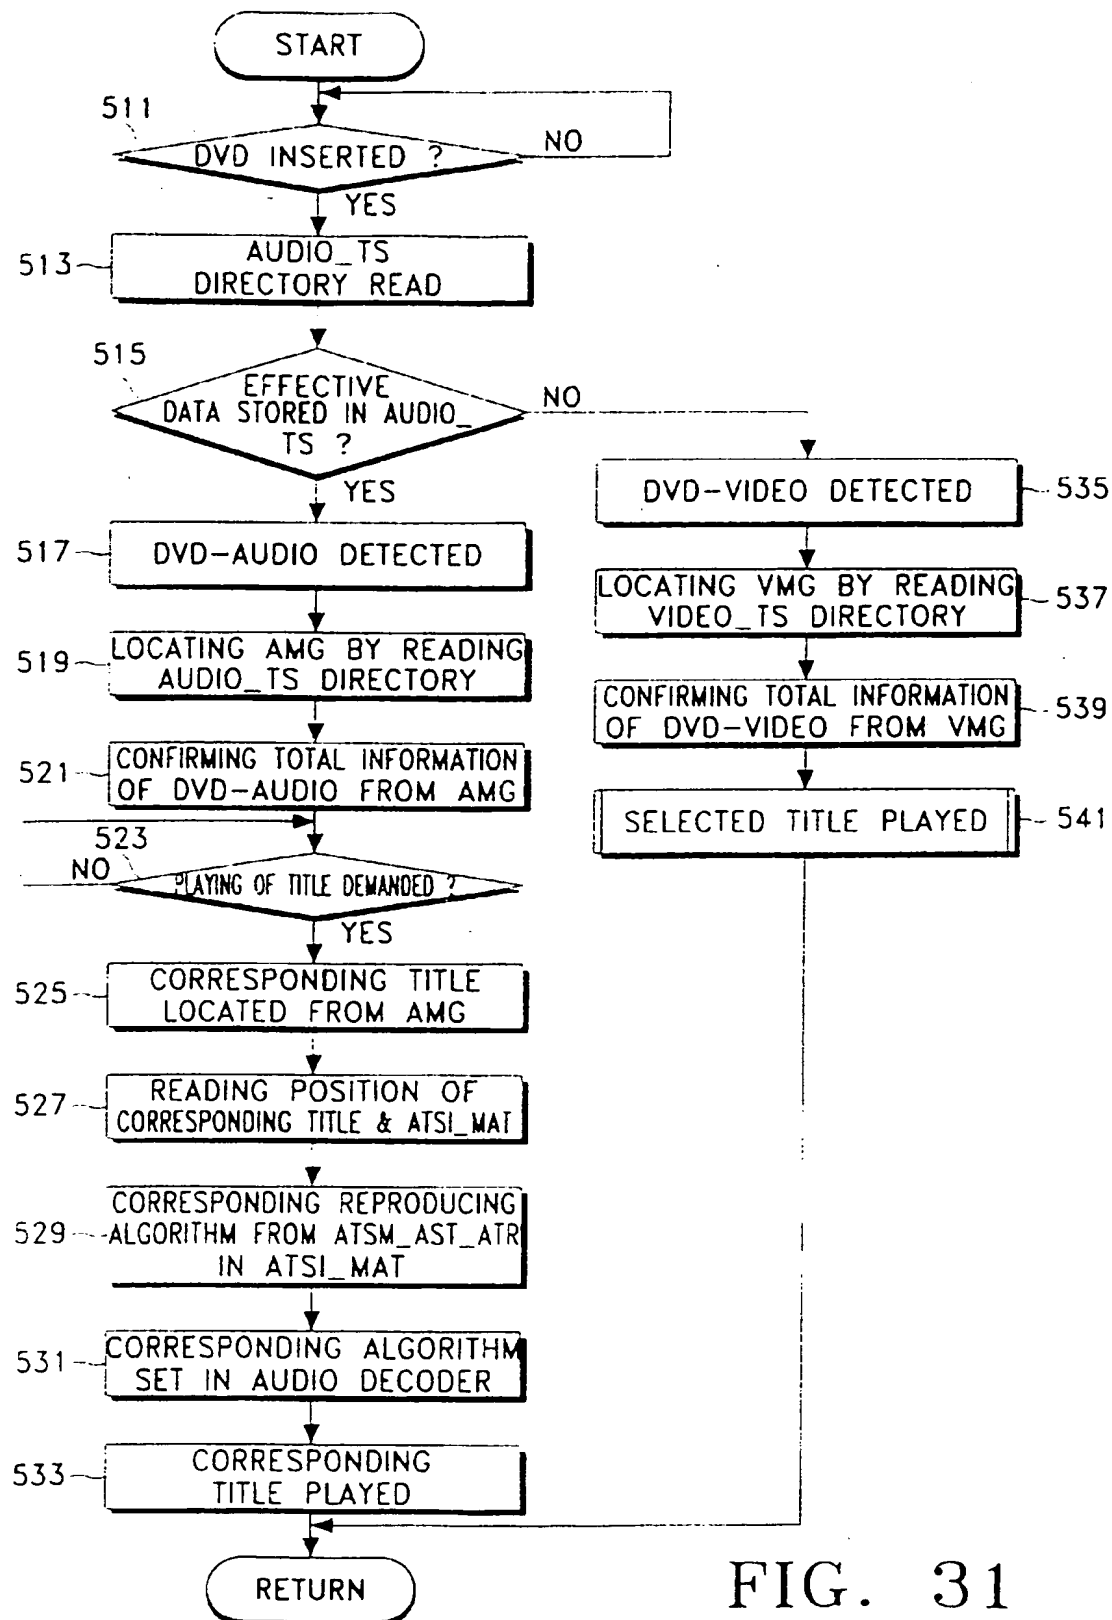 START
511
DVD INSERTED ?
NO
YES
513
AUDIO_TS
DIRECTORY READ
515
EFFECTIVE
DATA STORED IN AUDIO_
TS ?
NO
YES
DVD-VIDEO DETECTED
535
517
DVD-AUDIO DETECTED
LOCATING VMG BY READING
VIDEO_TS DIRECTORY
537
519
LOCATING AMG BY READING
AUDIO_TS DIRECTORY
CONFIRMING TOTAL INFORMATION
OF DVD-VIDEO FROM VMG
539
521
CONFIRMING TOTAL INFORMATION
OF DVD-AUDIO FROM AMG
SELECTED TITLE PLAYED
541
523
NO
PLAYING OF TITLE DEMANDED ?
YES
525
CORRESPONDING TITLE
LOCATED FROM AMG
527
READING POSITION OF
CORRESPONDING TITLE & ATSI_MAT
529
CORRESPONDING REPRODUCING
ALGORITHM FROM ATSM_AST_ATR
IN ATSI_MAT
531
CORRESPONDING ALGORITHM
SET IN AUDIO DECODER
533
CORRESPONDING
TITLE PLAYED
RETURN
FIG. 31